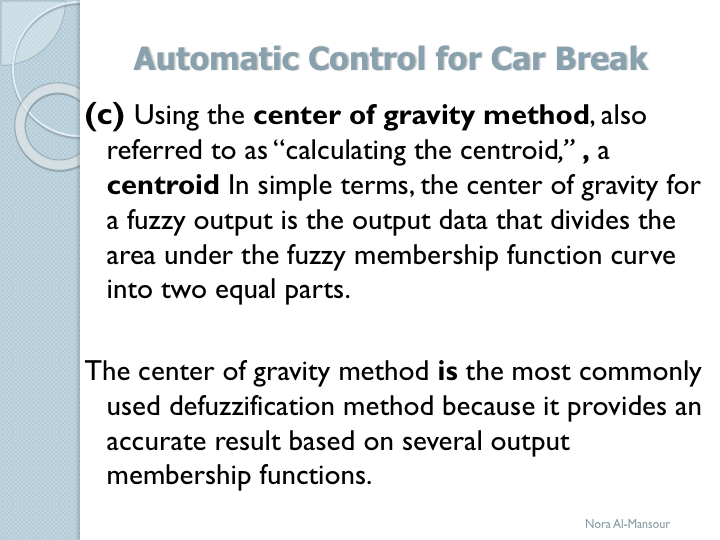 Automatic Control for Car Break
(c) Using the center of gravity method, also
referred to as “calculating the centroid,” , a
centroid In simple terms, the center of gravity for
a fuzzy output is the output data that divides the
area under the fuzzy membership function curve
into two equal parts.
The center of gravity method is the most commonly
used defuzzification method because it provides an
accurate result based on several output
membership functions.
Nora Al-Mansour